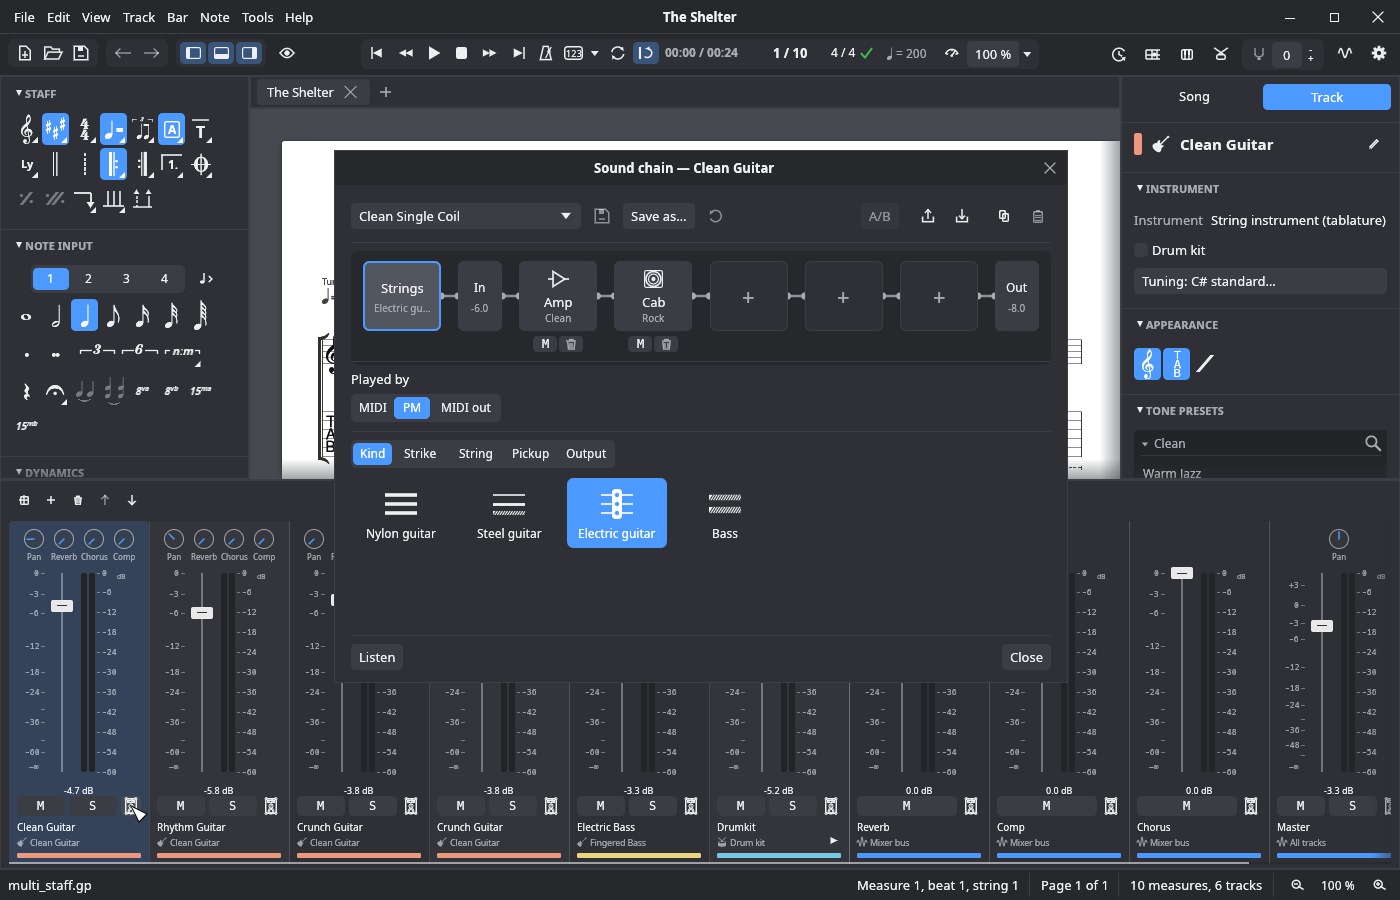 File Edit View Track Bar Note Tools Help
The Shelter
123
00:00 / 00:24
1 / 10
4 / 4
= 200
100 %
0
STAFF
The Shelter
Song
Track
Clean Guitar
Sound chain — Clean Guitar
INSTRUMENT
Instrument String instrument (tablature)
Drum kit
Tuning: C# standard...
Clean Single Coil
Save as...
A/B
NOTE INPUT
1 2 3 4
Strings
Electric gu...
In
-6.0
Amp
Clean
Cab
Rock
+
+
+
Out
-8.0
M
M
APPEARANCE
Played by
MIDI PM MIDI out
TONE PRESETS
Clean
Warm jazz
15mb
Kind Strike String Pickup Output
DYNAMICS
Nylon guitar
Steel guitar
Electric guitar
Bass
Listen
Close
Pan Reverb Chorus Comp
Pan Reverb Chorus Comp
Pan
-4.7 dB
-5.8 dB
-3.8 dB
-3.8 dB
-3.3 dB
-5.2 dB
0.0 dB
0.0 dB
0.0 dB
-3.3 dB
M S M S M S M S M S M S M M M M S
Clean Guitar
Clean Guitar
Rhythm Guitar
Clean Guitar
Crunch Guitar
Clean Guitar
Crunch Guitar
Clean Guitar
Electric Bass
Fingered Bass
Drumkit
Drum kit
Reverb
Mixer bus
Comp
Mixer bus
Chorus
Mixer bus
Master
All tracks
multi_staff.gp
Measure 1, beat 1, string 1
Page 1 of 1
10 measures, 6 tracks
100 %